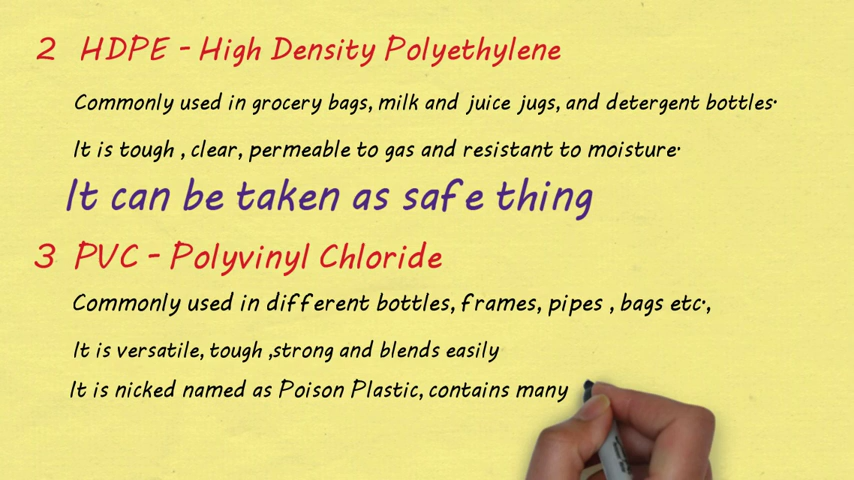 2 HDPE - High Density Polyethylene
Commonly used in grocery bags, milk and juice jugs, and detergent bottles.
It is tough , clear, permeable to gas and resistant to moisture.
It can be taken as safe thing
3 PVC - Polyvinyl Chloride
Commonly used in different bottles, frames, pipes , bags etc.,
It is versatile, tough ,strong and blends easily
It is nicked named as Poison Plastic, contains many